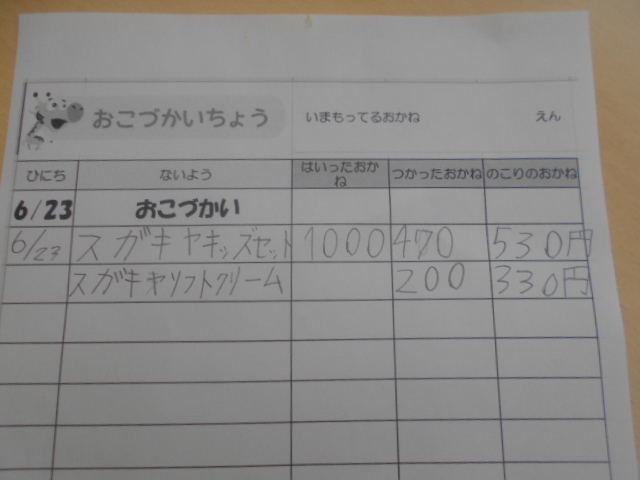 おこづかいちょう いまもってるおかね えん
ひにち ないよう はいったおかね つかったおかね のこりのおかね
6/23 おこづかい
6/23 スガキヤキッズセット 1000 470 530円
スガキヤソフトクリーム 200 330円